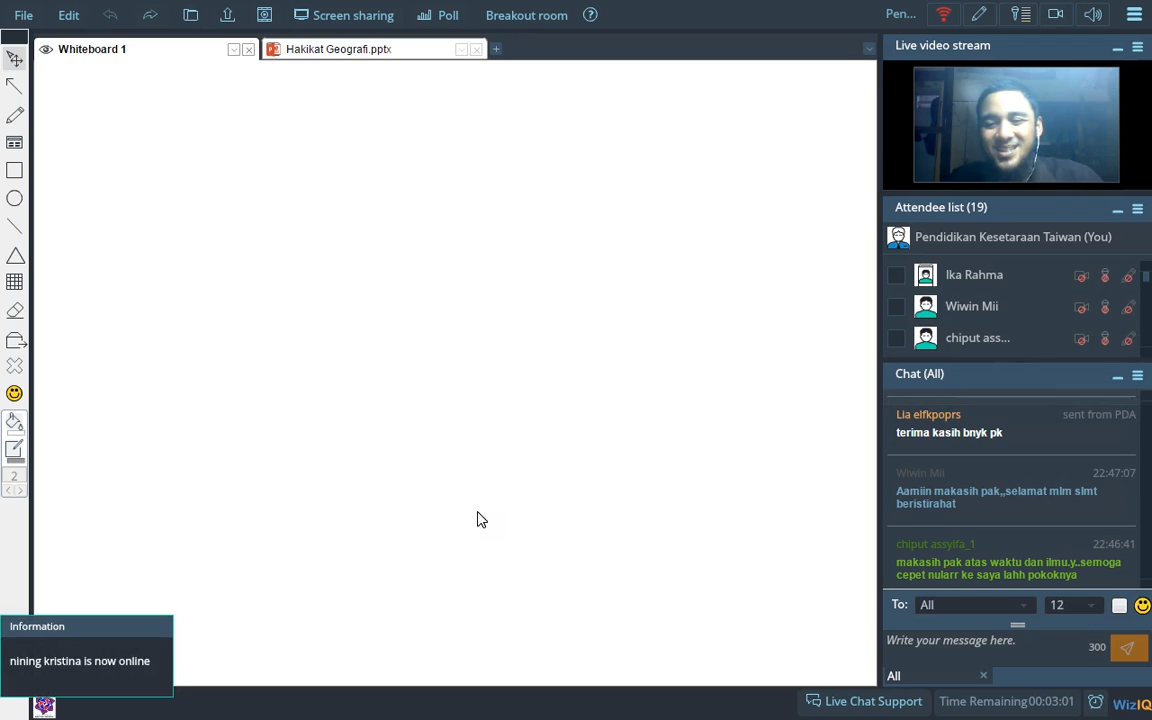 File Edit Screen sharing Poll Breakout room ? Pen...
Whiteboard 1
Hakikat Geografi.pptx
Live video stream
Attendee list (19)
Pendidikan Kesetaraan Taiwan (You)
Ika Rahma
Wiwin Mii
chiput ass...
Chat (All)
Lia elfkpoprs sent from PDA
terima kasih bnyk pk
Wiwin Mii 22:47:07
Aamiin makasih pak,,selamat mlm slmt
beristirahat
chiput assyifa_1 22:46:41
makasih pak atas waktu dan ilmu.y..semoga
cepet nularr ke saya lahh pokoknya
To: All 12
Write your message here. 300
All
2
Information
nining kristina is now online
Live Chat Support Time Remaining 00:03:01 WizIQ